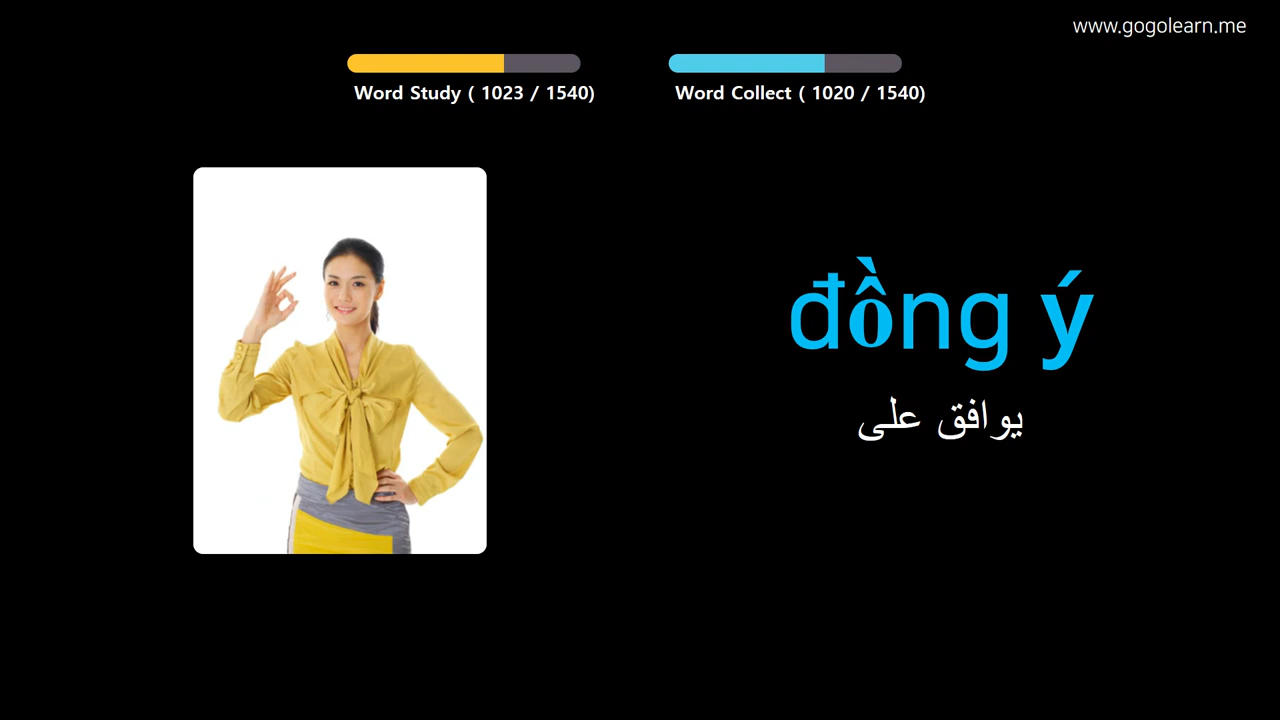 www.gogolearn.me
Word Study ( 1023 / 1540)
Word Collect ( 1020 / 1540)
đồng ý
يوافق على